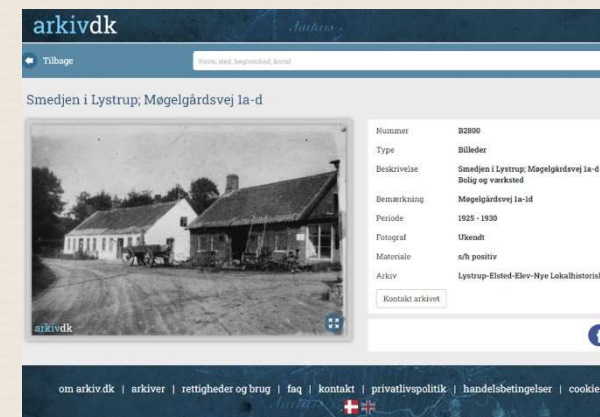 arkivdk
Tilbage
Navn, sted, begivenhed, årstal
Smedjen i Lystrup; Møgelgårdsvej 1a-d
Nummer B2800
Type Billeder
Beskrivelse Smedjen i Lystrup; Møgelgårdsvej 1a-d
Bolig og værksted
Bemærkning Møgelgårdsvej 1a-1d
Periode 1925 - 1930
Fotograf Ukendt
Materiale s/h positiv
Arkiv Lystrup-Elsted-Elev-Nye Lokalhistorisk
Kontakt arkivet
arkivdk
om arkiv.dk | arkiver | rettigheder og brug | faq | kontakt | privatlivspolitik | handelsbetingelser | cookie